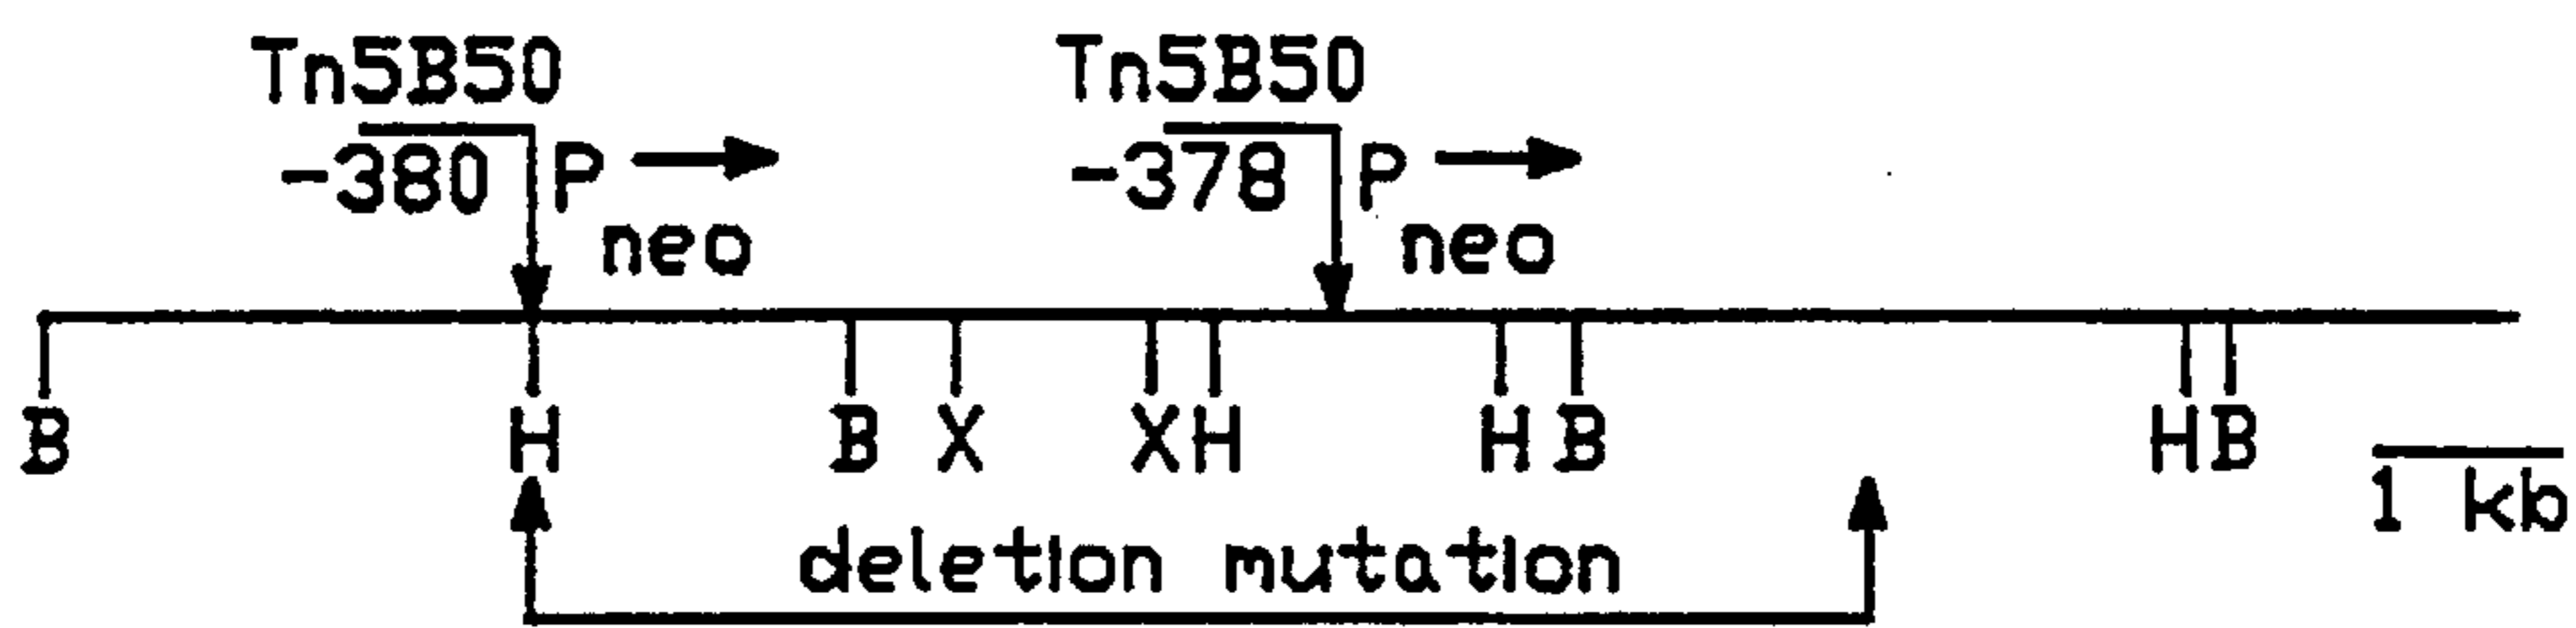 Tn5B50 Tn5B50
-380 P -378 P
neo neo
B H B X X H H B H B
1 kb
deletion mutation